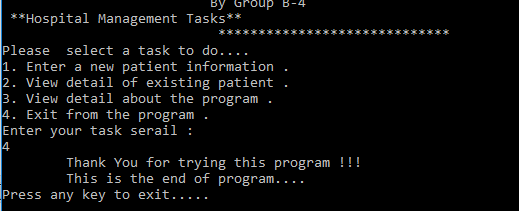 By Group B-4
**Hospital Management Tasks**
*****************************
Please  select a task to do....
1. Enter a new patient information .
2. View detail of existing patient .
3. View detail about the program .
4. Exit from the program .
Enter your task serail :
4
Thank You for trying this program !!!
This is the end of program....
Press any key to exit.....